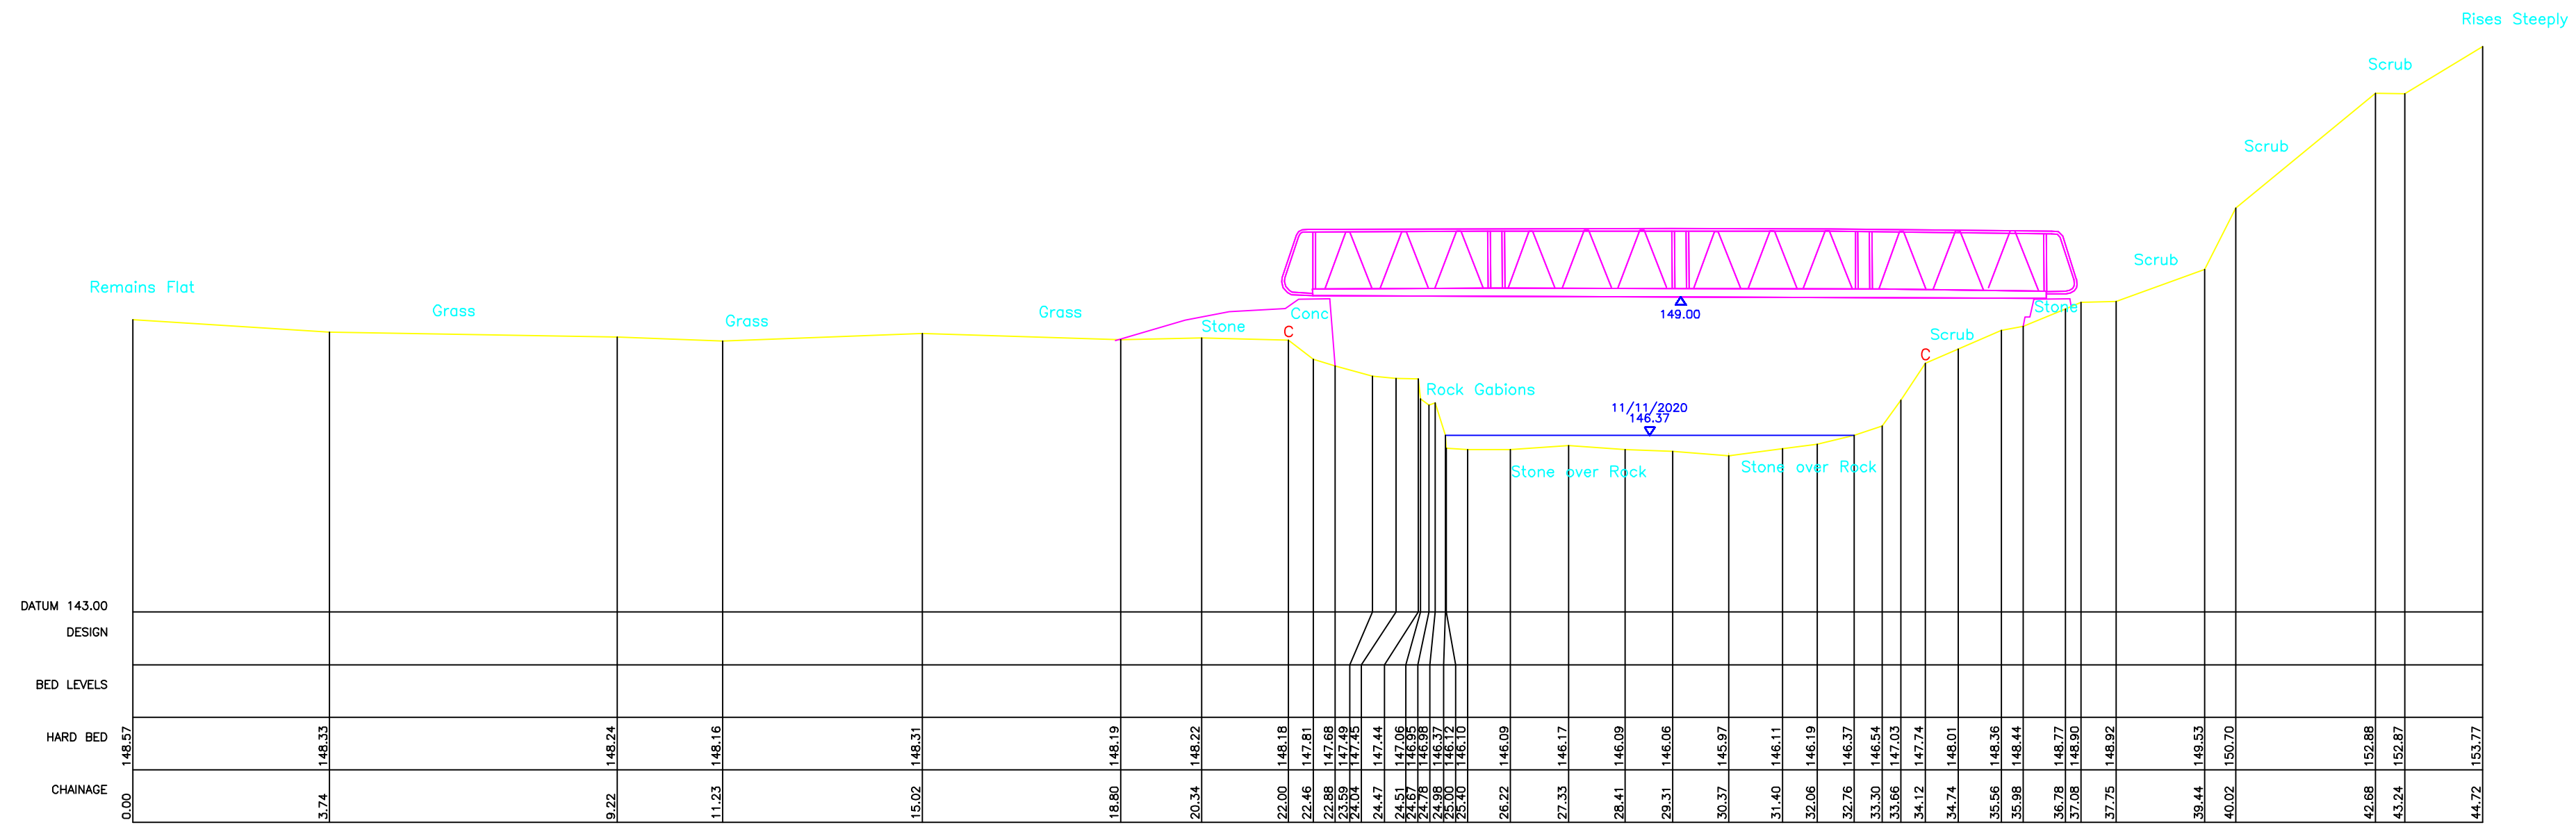 Rises Steeply
Scrub
Scrub
Scrub
Remains Flat
Grass
Grass
Grass
Stone
Conc
C
149.00
Stone
Scrub
C
Rock Gabions
11/11/2020
146.37
Stone over Rock
Stone over Rock
DATUM 143.00
DESIGN
BED LEVELS
HARD BED 148.57 148.33 148.24 148.16 148.31 148.19 148.22 148.18 147.81 147.68 147.49 147.45 147.44 147.06 146.95 146.98 146.37 146.12 146.10 146.09 146.17 146.09 146.06 145.97 146.11 146.19 146.37 146.54 147.03 147.74 148.01 148.36 148.44 148.77 148.90 148.92 149.53 150.70 152.88 152.87 153.77
CHAINAGE 0.00 3.74 9.22 11.23 15.02 18.80 20.34 22.00 22.46 22.88 23.59 24.04 24.47 24.51 24.67 24.78 24.98 25.00 25.40 26.22 27.33 28.41 29.31 30.37 31.40 32.06 32.76 33.30 33.66 34.12 34.74 35.56 35.98 36.78 37.08 37.75 39.44 40.02 42.68 43.24 44.72